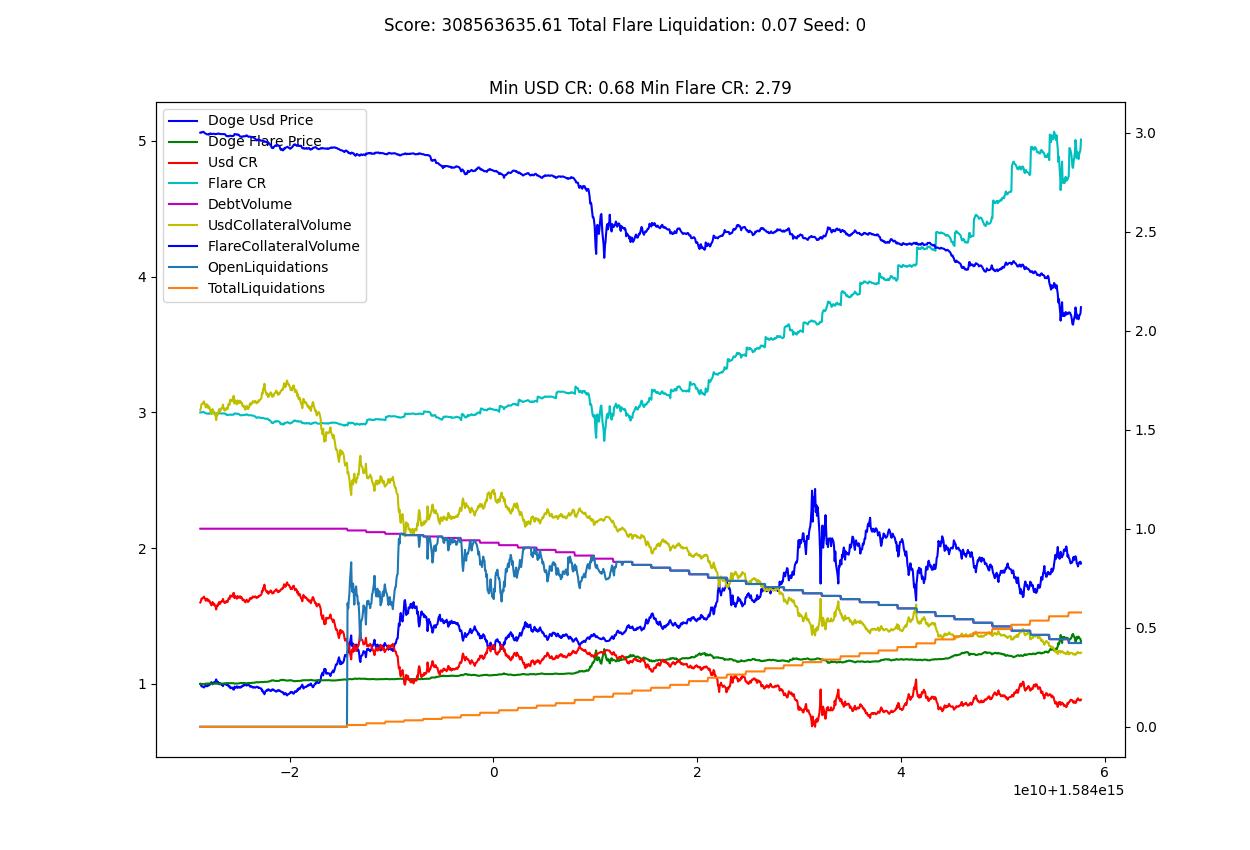 Score: 308563635.61 Total Flare Liquidation: 0.07 Seed: 0
Min USD CR: 0.68 Min Flare CR: 2.79
Doge Usd Price
Doge Flare Price
Usd CR
Flare CR
DebtVolume
UsdCollateralVolume
FlareCollateralVolume
OpenLiquidations
TotalLiquidations
5
4
3
2
1
3.0
2.5
2.0
1.5
1.0
0.5
0.0
−2
0
2
4
6
1e10+1.584e15